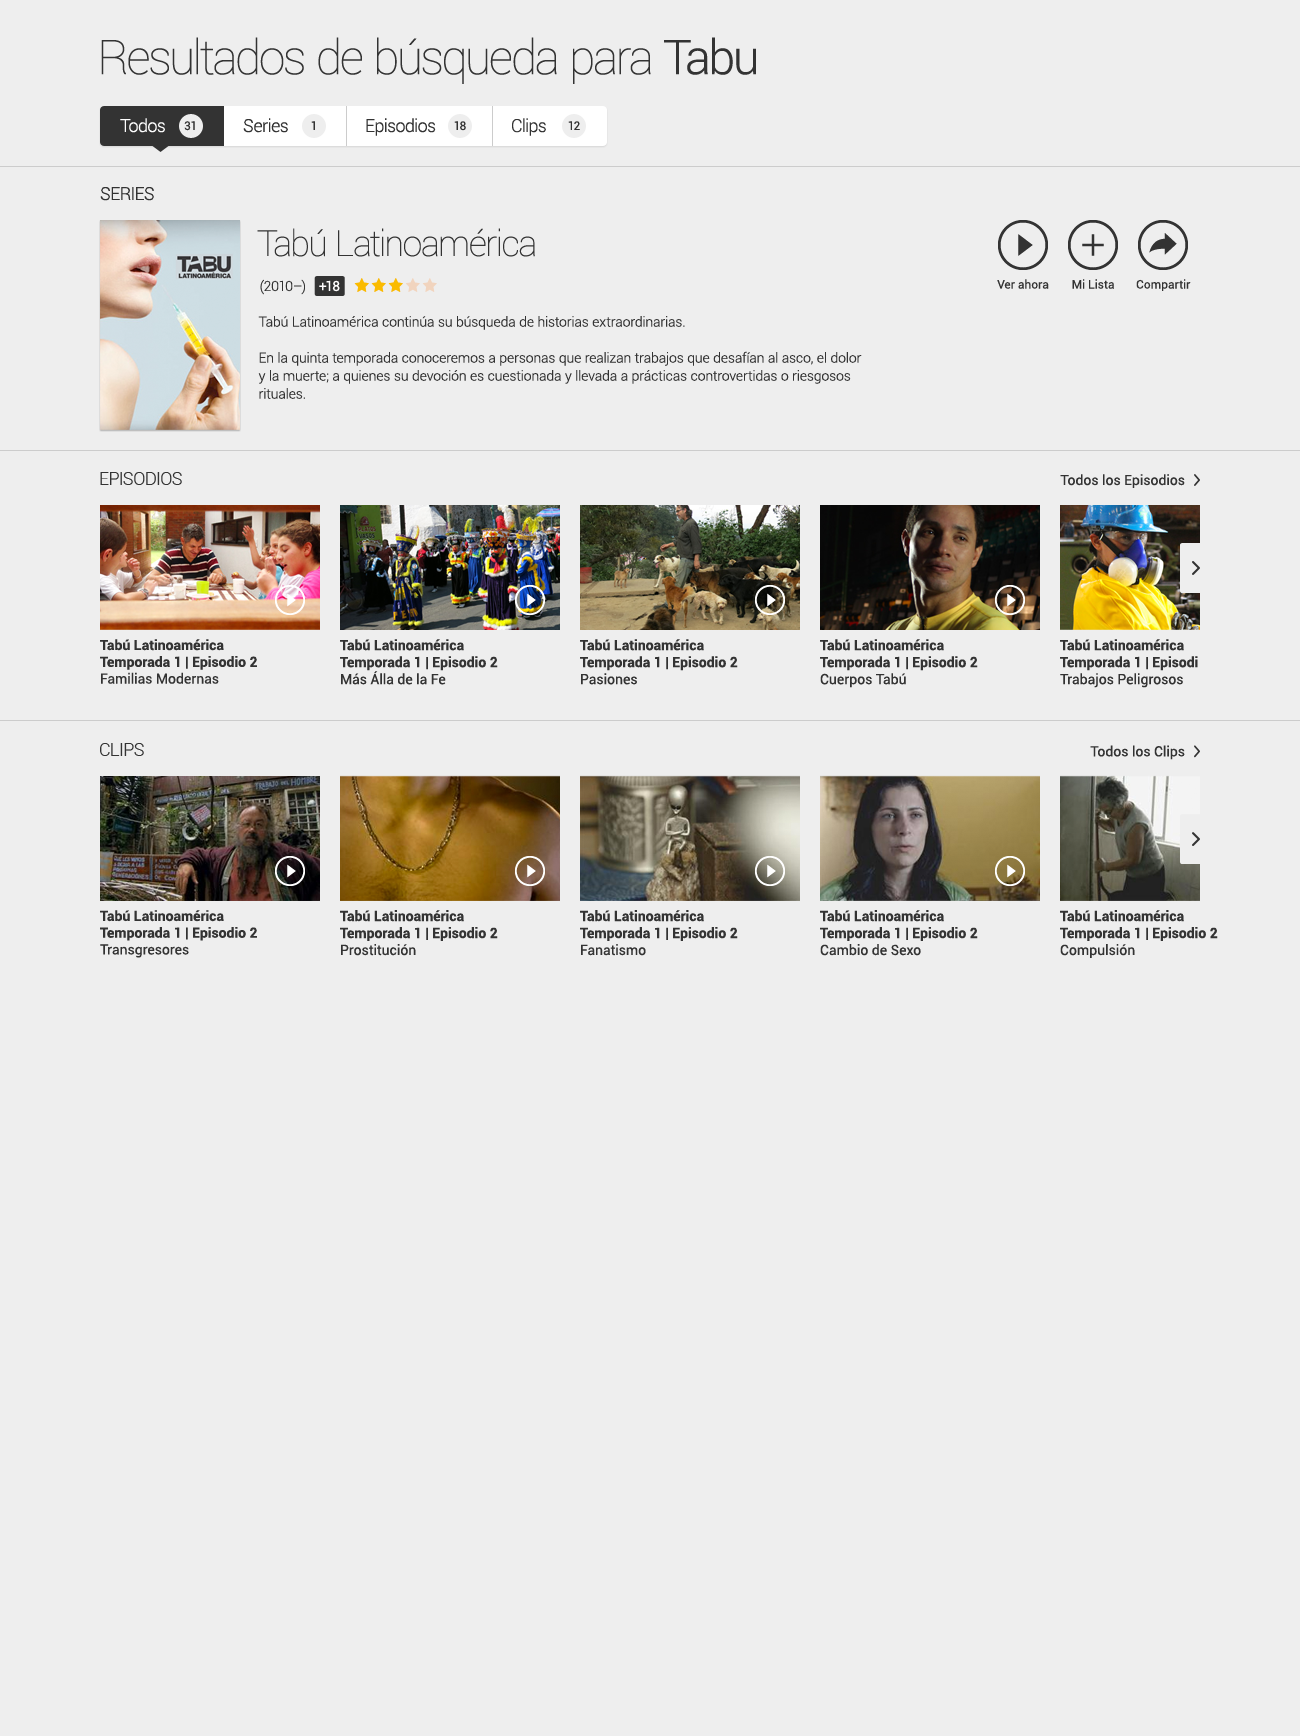 Resultados de búsqueda para Tabu
Todos 31 Series 1 Episodios 18 Clips 12
SERIES
TABU
LATINOAMÉRICA
Tabú Latinoamérica
(2010–) +18
Tabú Latinoamérica continúa su búsqueda de historias extraordinarias.
En la quinta temporada conoceremos a personas que realizan trabajos que desafían al asco, el dolor
y la muerte; a quienes su devoción es cuestionada y llevada a prácticas controvertidas o riesgosos
rituales.
Ver ahora Mi Lista Compartir
EPISODIOS
Todos los Episodios
Tabú Latinoamérica
Temporada 1 | Episodio 2
Familias Modernas
Tabú Latinoamérica
Temporada 1 | Episodio 2
Más Álla de la Fe
Tabú Latinoamérica
Temporada 1 | Episodio 2
Pasiones
Tabú Latinoamérica
Temporada 1 | Episodio 2
Cuerpos Tabú
Tabú Latinoamérica
Temporada 1 | Episodi
Trabajos Peligrosos
CLIPS
Todos los Clips
TRABAJO DEL HOMBRE
Tabú Latinoamérica
Temporada 1 | Episodio 2
Transgresores
Tabú Latinoamérica
Temporada 1 | Episodio 2
Prostitución
Tabú Latinoamérica
Temporada 1 | Episodio 2
Fanatismo
Tabú Latinoamérica
Temporada 1 | Episodio 2
Cambio de Sexo
Tabú Latinoamérica
Temporada 1 | Episodio 2
Compulsión